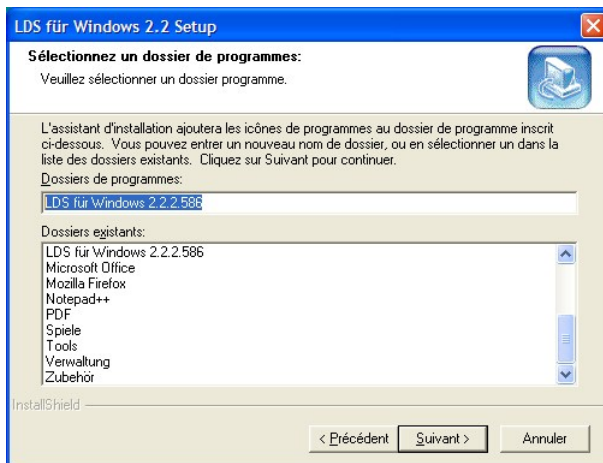 LDS für Windows 2.2 Setup
Sélectionnez un dossier de programmes:
Veuillez sélectionner un dossier programme.
L'assistant d'installation ajoutera les icônes de programmes au dossier de programme inscrit
ci-dessous. Vous pouvez entrer un nouveau nom de dossier, ou en sélectionner un dans la
liste des dossiers existants. Cliquez sur Suivant pour continuer.
Dossiers de programmes:
LDS für Windows 2.2.2.586
Dossiers existants:
LDS für Windows 2.2.2.586
Microsoft Office
Mozilla Firefox
Notepad++
PDF
Spiele
Tools
Verwaltung
Zubehör
InstallShield
< Précédent Suivant > Annuler